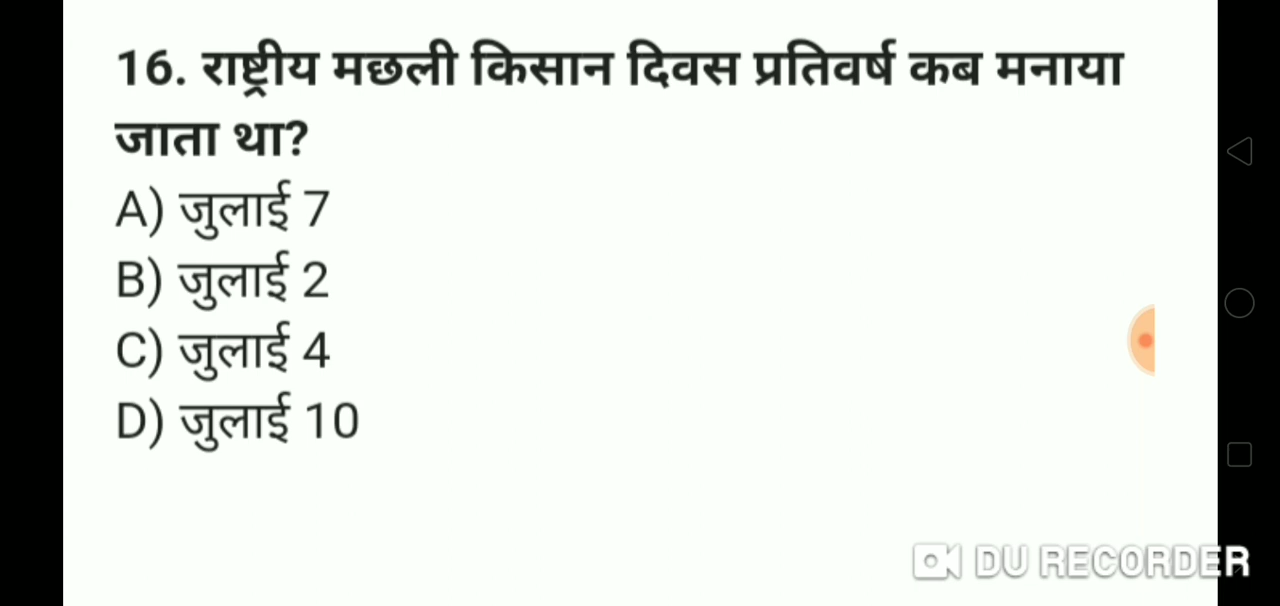 16. राष्ट्रीय मछली किसान दिवस प्रतिवर्ष कब मनाया
जाता था?
A) जुलाई 7
B) जुलाई 2
C) जुलाई 4
D) जुलाई 10
DU RECORDER